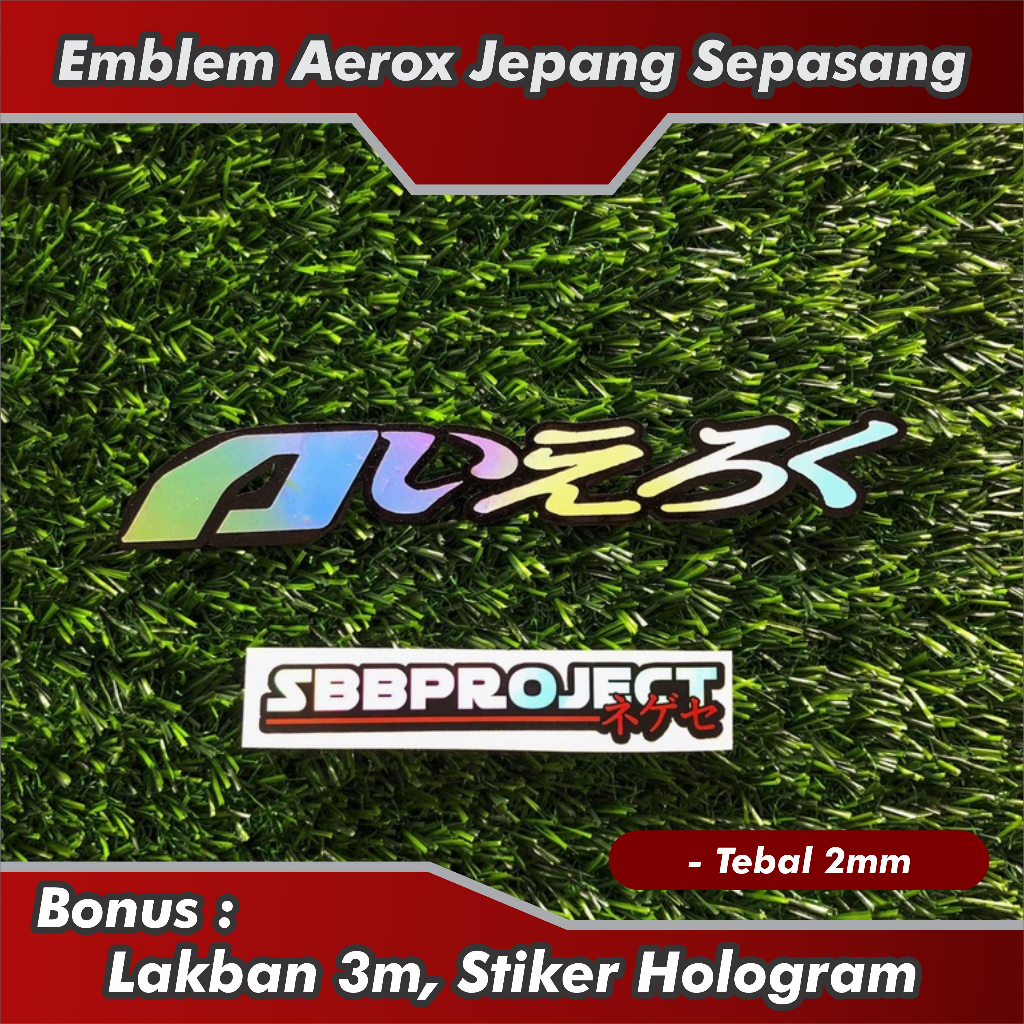 Emblem Aerox Jepang Sepasang
Aいえろく
SBBPROJECT
ネゲセ
- Tebal 2mm
Bonus :
Lakban 3m, Stiker Hologram